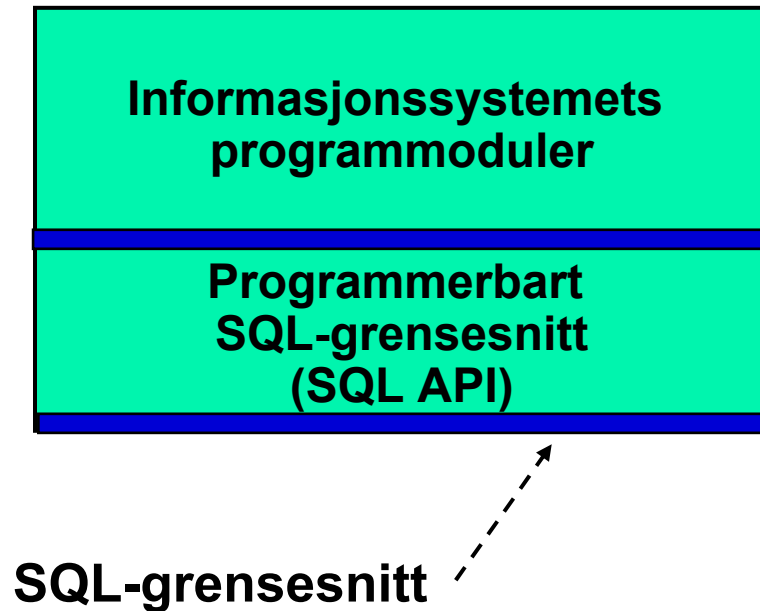 Informasjonssystemets
programmoduler
Programmerbart
SQL-grensesnitt
(SQL API)
SQL-grensesnitt